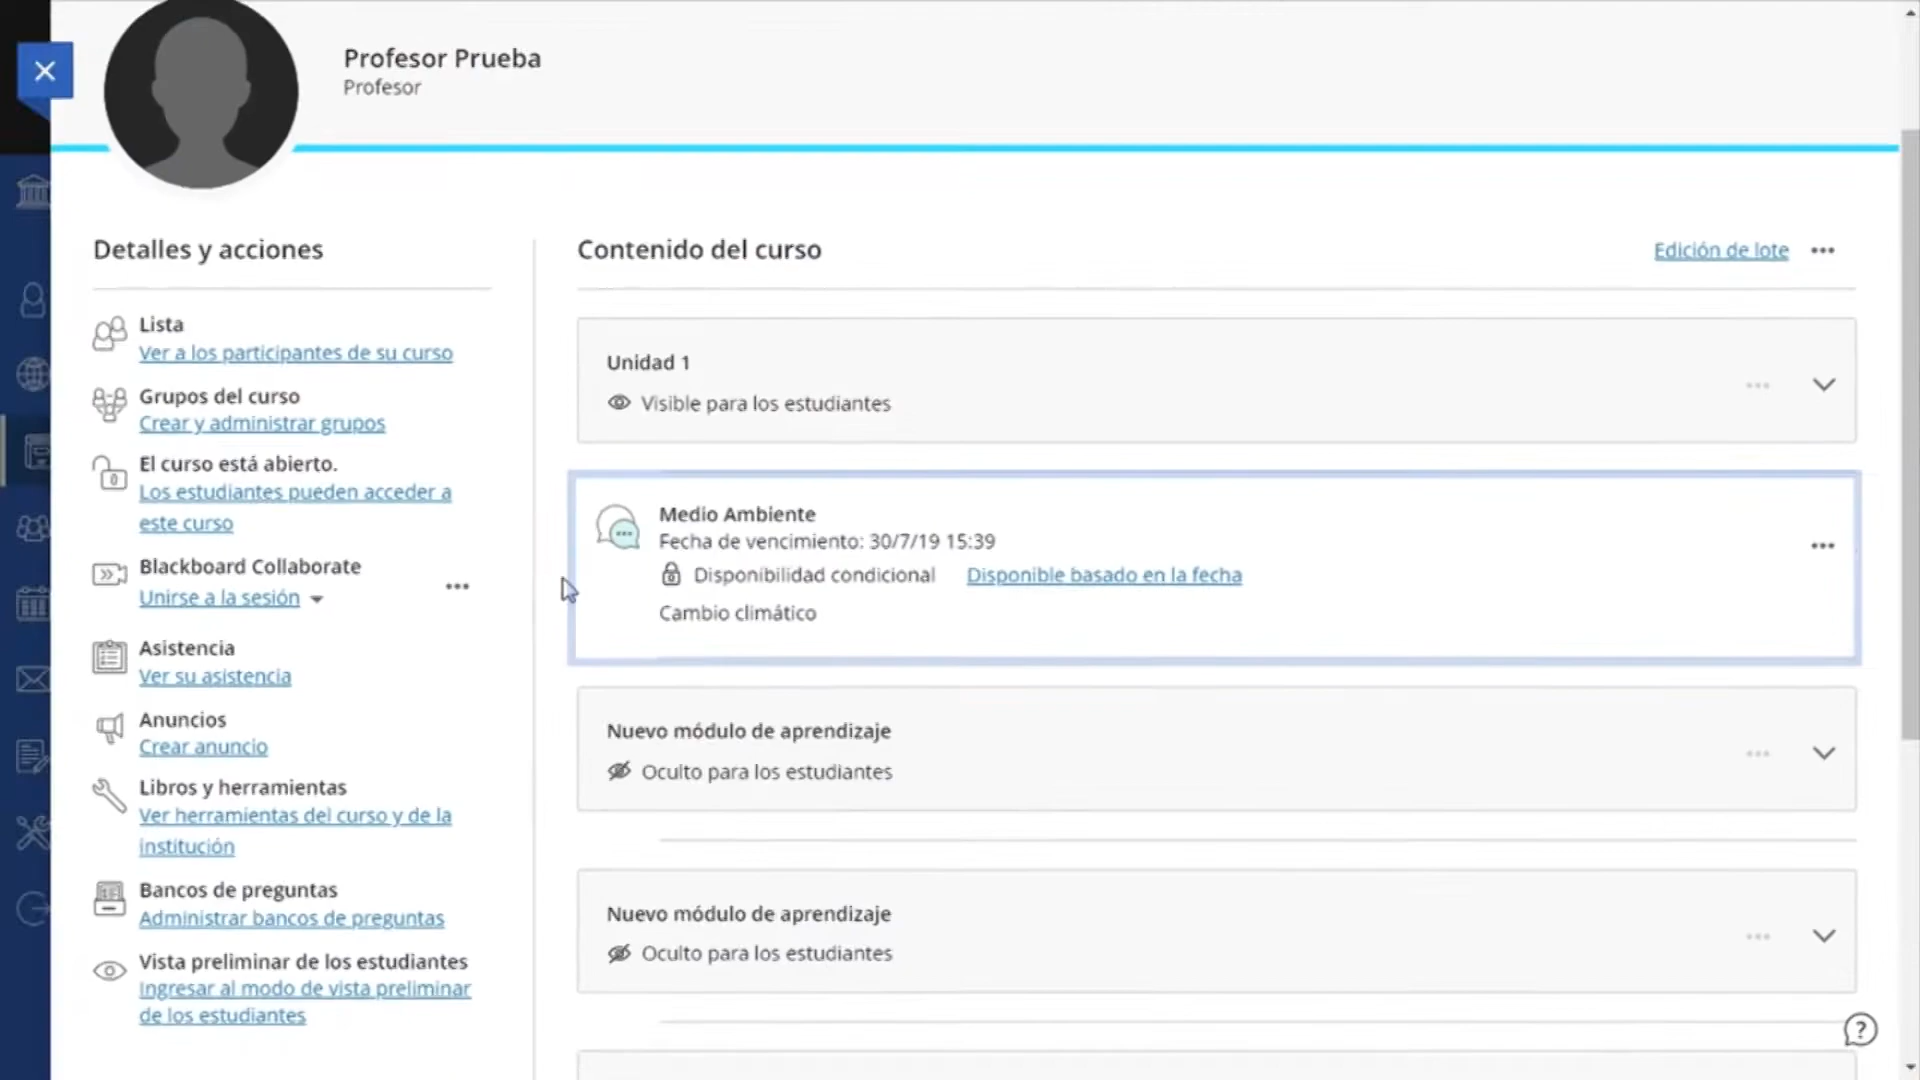 Profesor Prueba
Profesor
Detalles y acciones
Lista
Ver a los participantes de su curso
Grupos del curso
Crear y administrar grupos
El curso está abierto.
Los estudiantes pueden acceder a
este curso
Blackboard Collaborate
Unirse a la sesión
Asistencia
Ver su asistencia
Anuncios
Crear anuncio
Libros y herramientas
Ver herramientas del curso y de la
institución
Bancos de preguntas
Administrar bancos de preguntas
Vista preliminar de los estudiantes
Ingresar al modo de vista preliminar
de los estudiantes
Contenido del curso
Edición de lote
Unidad 1
Visible para los estudiantes
Medio Ambiente
Fecha de vencimiento: 30/7/19 15:39
Disponibilidad condicional Disponible basado en la fecha
Cambio climático
Nuevo módulo de aprendizaje
Oculto para los estudiantes
Nuevo módulo de aprendizaje
Oculto para los estudiantes